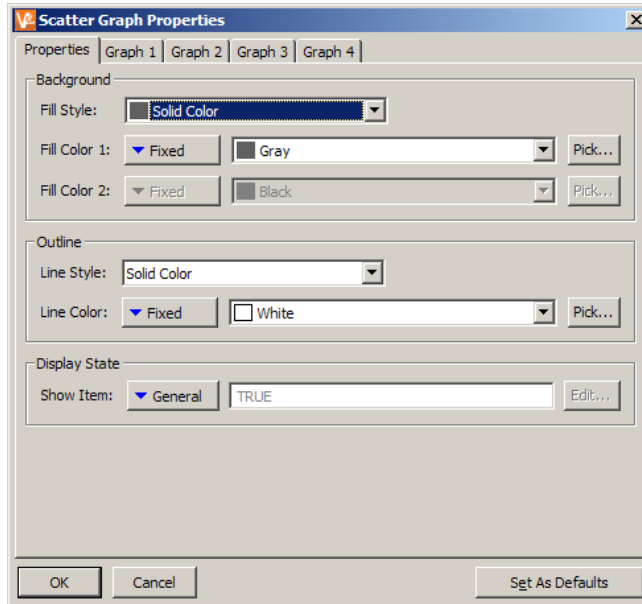 Scatter Graph Properties
Properties Graph 1 Graph 2 Graph 3 Graph 4
Background
Fill Style: Solid Color
Fill Color 1: Fixed Gray Pick...
Fill Color 2: Fixed Black Pick...
Outline
Line Style: Solid Color
Line Color: Fixed White Pick...
Display State
Show Item: General TRUE Edit...
OK Cancel Set As Defaults